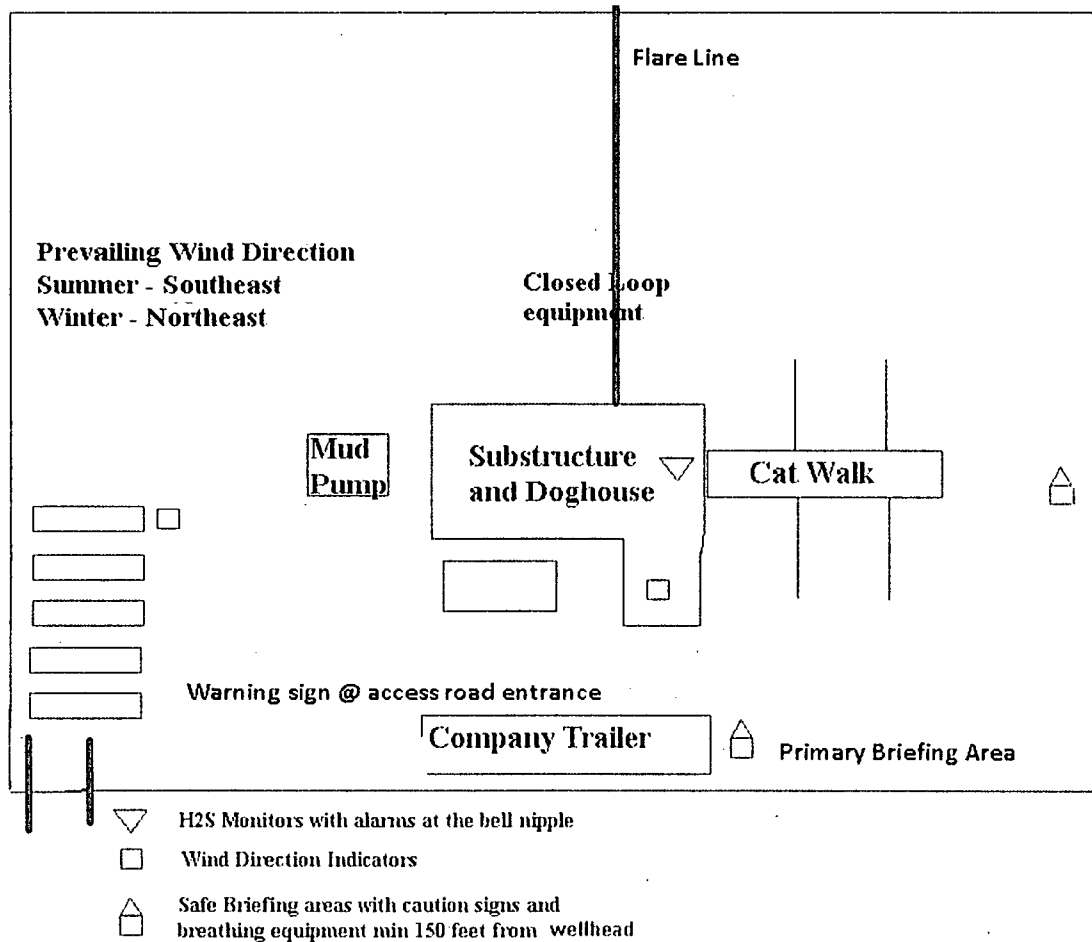 Flare Line
Prevailing Wind Direction
Summer - Southeast
Winter - Northeast
Closed Loop
equipment
Mud
Pump
Substructure
and Doghouse
Cat Walk
Warning sign @ access road entrance
Company Trailer
Primary Briefing Area
H2S Monitors with alarms at the bell nipple
Wind Direction Indicators
Safe Briefing areas with caution signs and
breathing equipment min 150 feet from wellhead